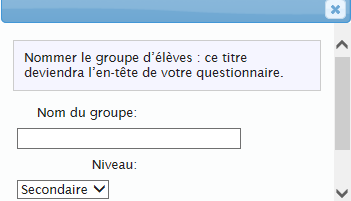 Nommer le groupe d'élèves : ce titre
deviendra l'en-tête de votre questionnaire.
Nom du groupe:
Niveau:
Secondaire